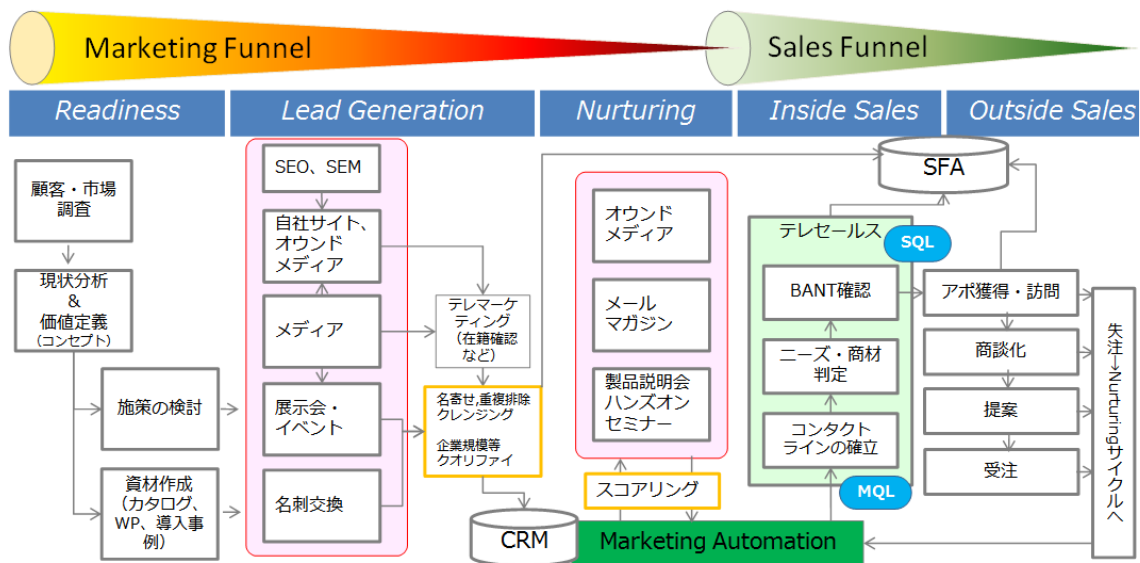 Marketing Funnel
Sales Funnel
Readiness
Lead Generation
Nurturing
Inside Sales
Outside Sales
顧客・市場
調査
現状分析
&
価値定義
(コンセプト)
施策の検討
資材作成
(カタログ、
WP、導入事
例)
SEO、SEM
自社サイト、
オウンド
メディア
メディア
展示会・
イベント
名刺交換
テレマーケ
ティング
(在籍確認
など)
名寄せ,重複排除
クレンジング
企業規模等
クオリファイ
CRM
オウンド
メディア
メール
マガジン
製品説明会
ハンズオン
セミナー
スコアリング
Marketing Automation
SFA
テレセールス
SQL
BANT確認
ニーズ・商材
判定
コンタクト
ラインの確立
MQL
アポ獲得・訪問
商談化
提案
受注
失注→Nurturingサイクルへ